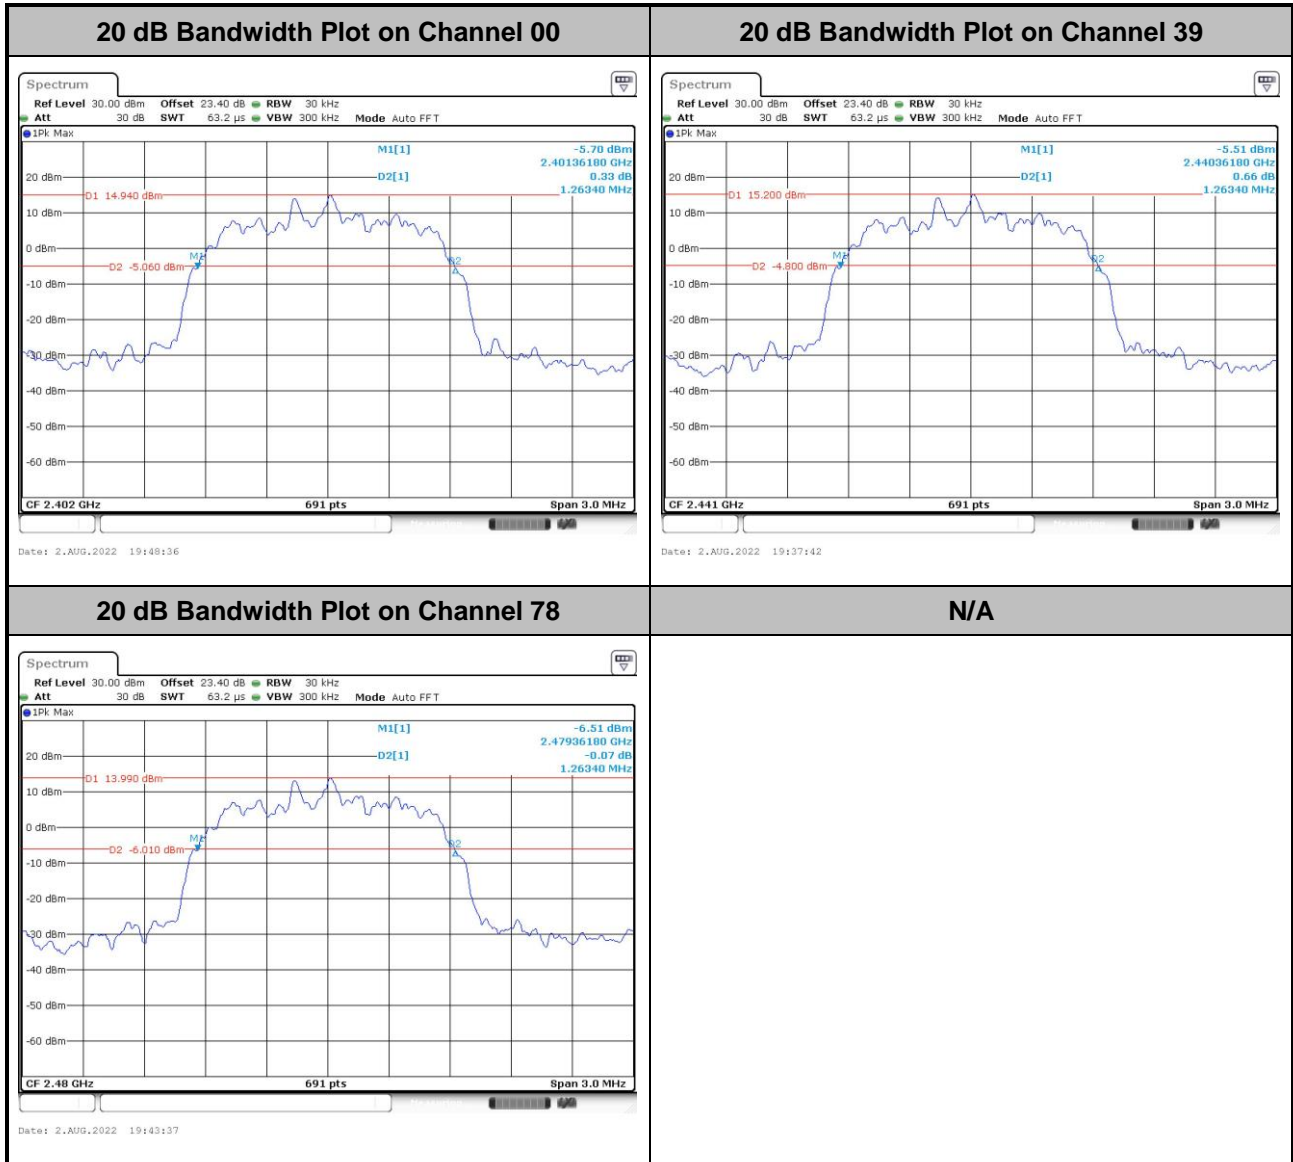 20 dB Bandwidth Plot on Channel 00
20 dB Bandwidth Plot on Channel 39
Spectrum
Ref Level 30.00 dBm Offset 23.40 dB RBW 30 kHz
Att 30 dB SWT 63.2 µs VBW 300 kHz Mode Auto FFT
1Pk Max
M1[1] -5.70 dBm
2.40136180 GHz
D2[1] 0.33 dB
1.26340 MHz
20 dBm
D1 14.940 dBm
10 dBm
0 dBm
M1
D2
D2 -5.060 dBm
-10 dBm
-20 dBm
-30 dBm
-40 dBm
-50 dBm
-60 dBm
CF 2.402 GHz 691 pts Span 3.0 MHz
Date: 2.AUG.2022 19:48:36
Spectrum
Ref Level 30.00 dBm Offset 23.40 dB RBW 30 kHz
Att 30 dB SWT 63.2 µs VBW 300 kHz Mode Auto FFT
1Pk Max
M1[1] -5.51 dBm
2.44036180 GHz
D2[1] 0.66 dB
1.26340 MHz
20 dBm
D1 15.200 dBm
10 dBm
0 dBm
M1
D2
D2 -4.800 dBm
-10 dBm
-20 dBm
-30 dBm
-40 dBm
-50 dBm
-60 dBm
CF 2.441 GHz 691 pts Span 3.0 MHz
Date: 2.AUG.2022 19:37:42
20 dB Bandwidth Plot on Channel 78
N/A
Spectrum
Ref Level 30.00 dBm Offset 23.40 dB RBW 30 kHz
Att 30 dB SWT 63.2 µs VBW 300 kHz Mode Auto FFT
1Pk Max
M1[1] -6.51 dBm
2.47936180 GHz
D2[1] -0.07 dB
1.26340 MHz
20 dBm
D1 13.990 dBm
10 dBm
0 dBm
M1
D2
D2 -6.010 dBm
-10 dBm
-20 dBm
-30 dBm
-40 dBm
-50 dBm
-60 dBm
CF 2.48 GHz 691 pts Span 3.0 MHz
Date: 2.AUG.2022 19:43:37